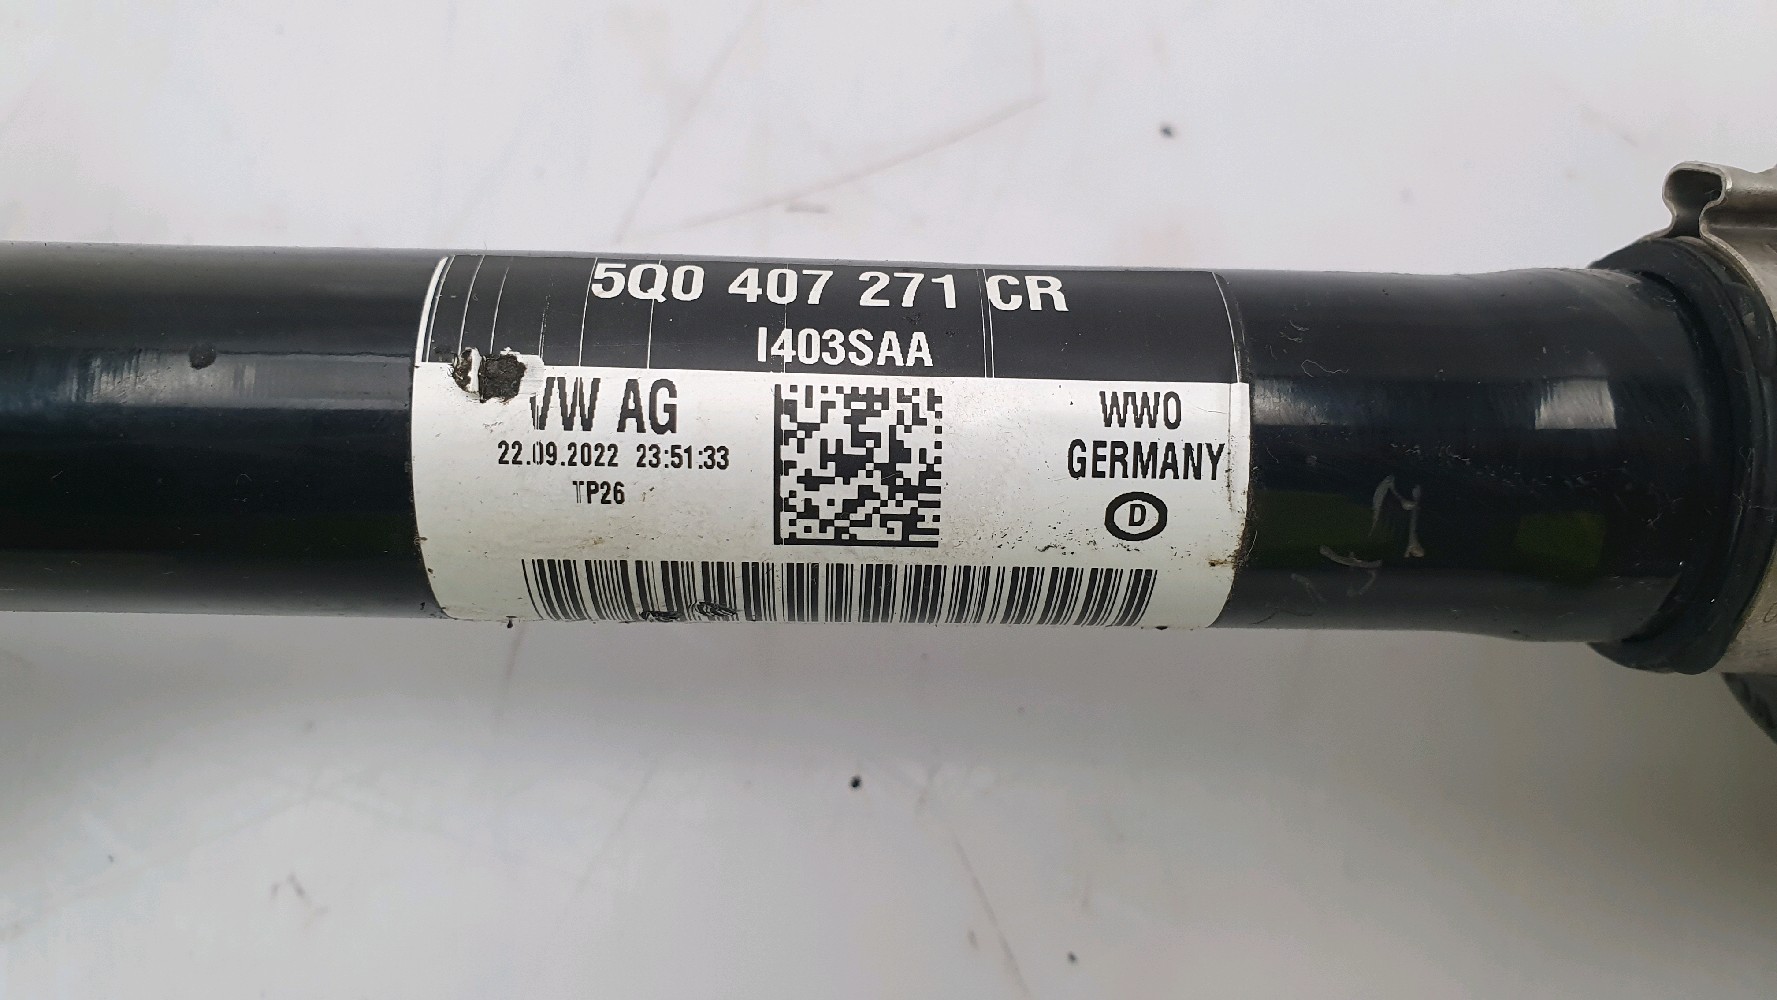 5Q0 407 271 CR
I403SAA
VW AG
22.09.2022 23:51:33
TP26
WWO
GERMANY
D